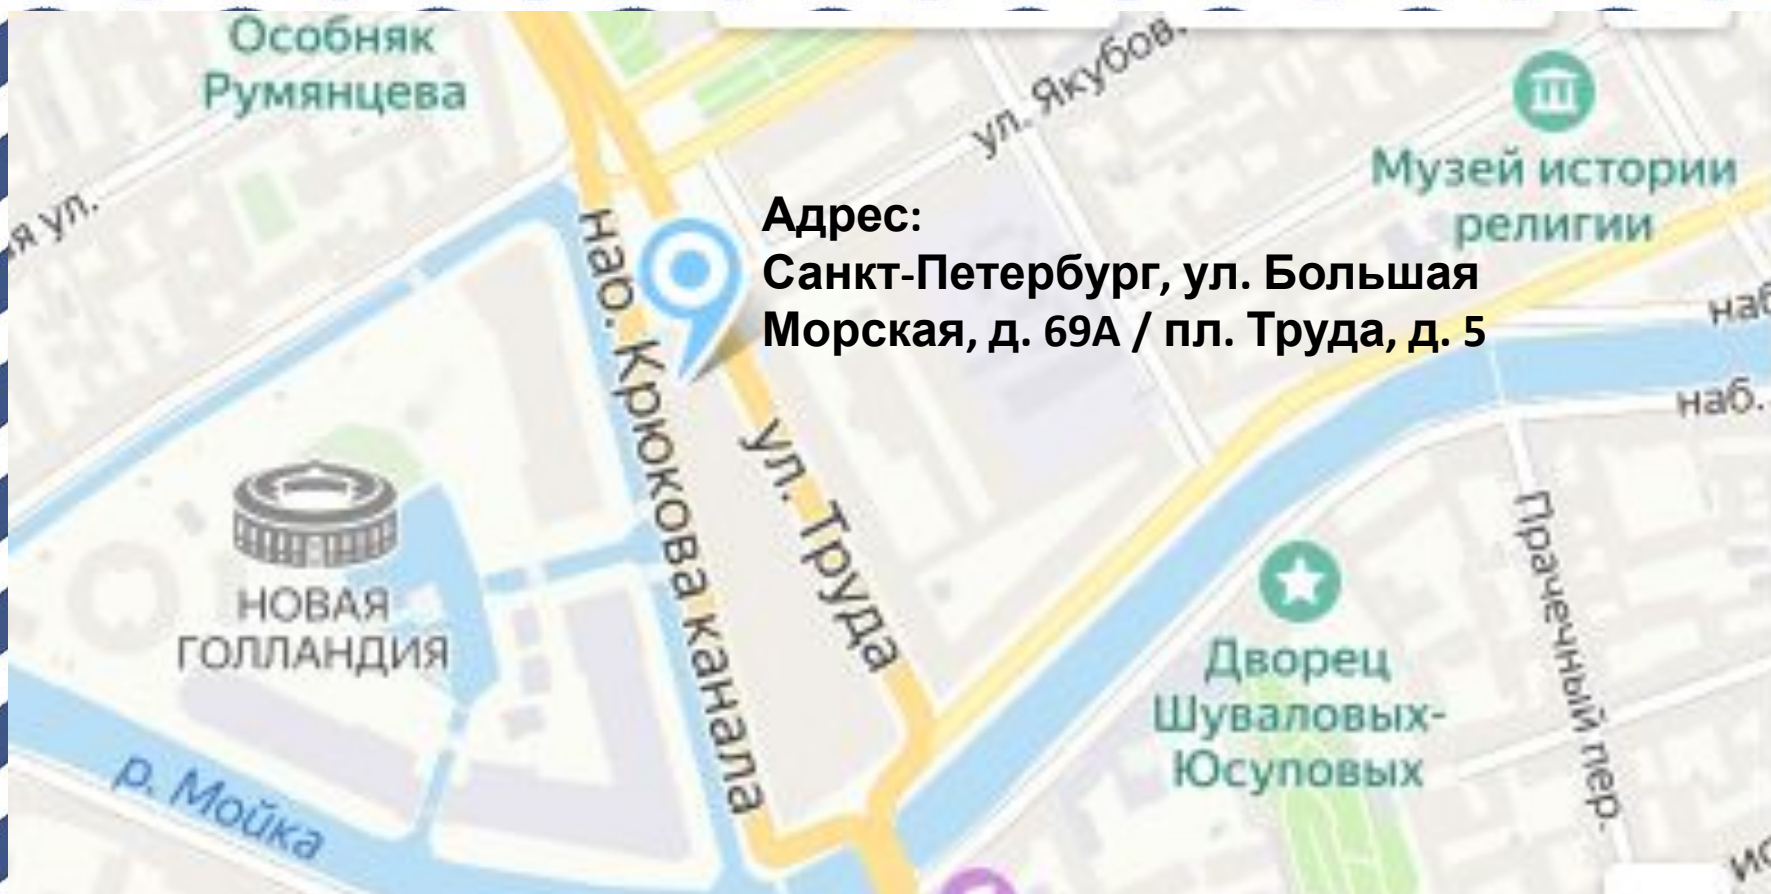 Особняк
Румянцева
ул. Якубов.
Музей истории
религии
ул.
Адрес:
Санкт-Петербург, ул. Большая
Морская, д. 69А / пл. Труда, д. 5
наб. Крюкова канала
ул. Труда
наб.
НОВАЯ
ГОЛЛАНДИЯ
Прачечный пер.
Дворец
Шуваловых-
Юсуповых
р. Мойка